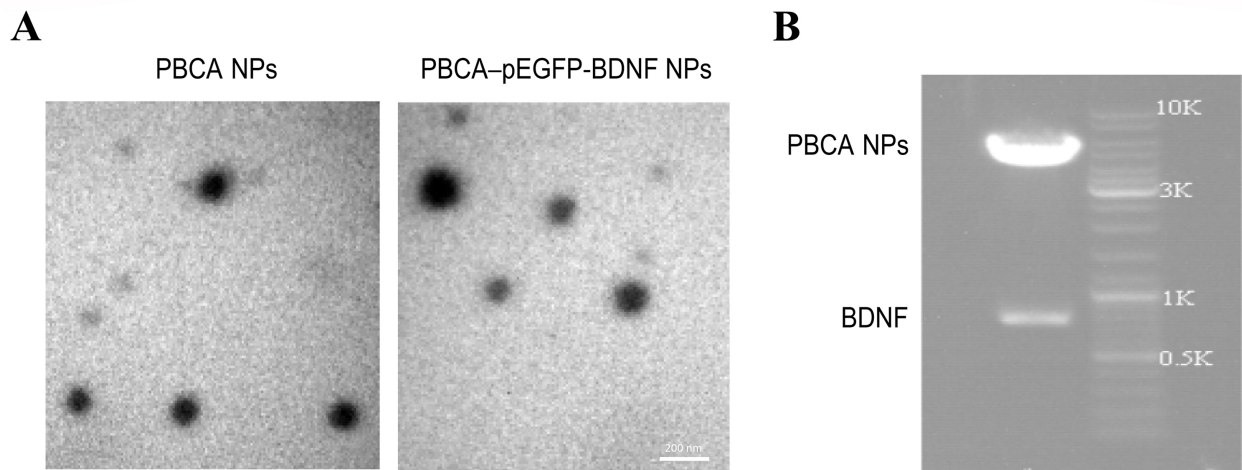 A
PBCA NPs
PBCA–pEGFP-BDNF NPs
200 nm
B
PBCA NPs
BDNF
10K
3K
1K
0.5K